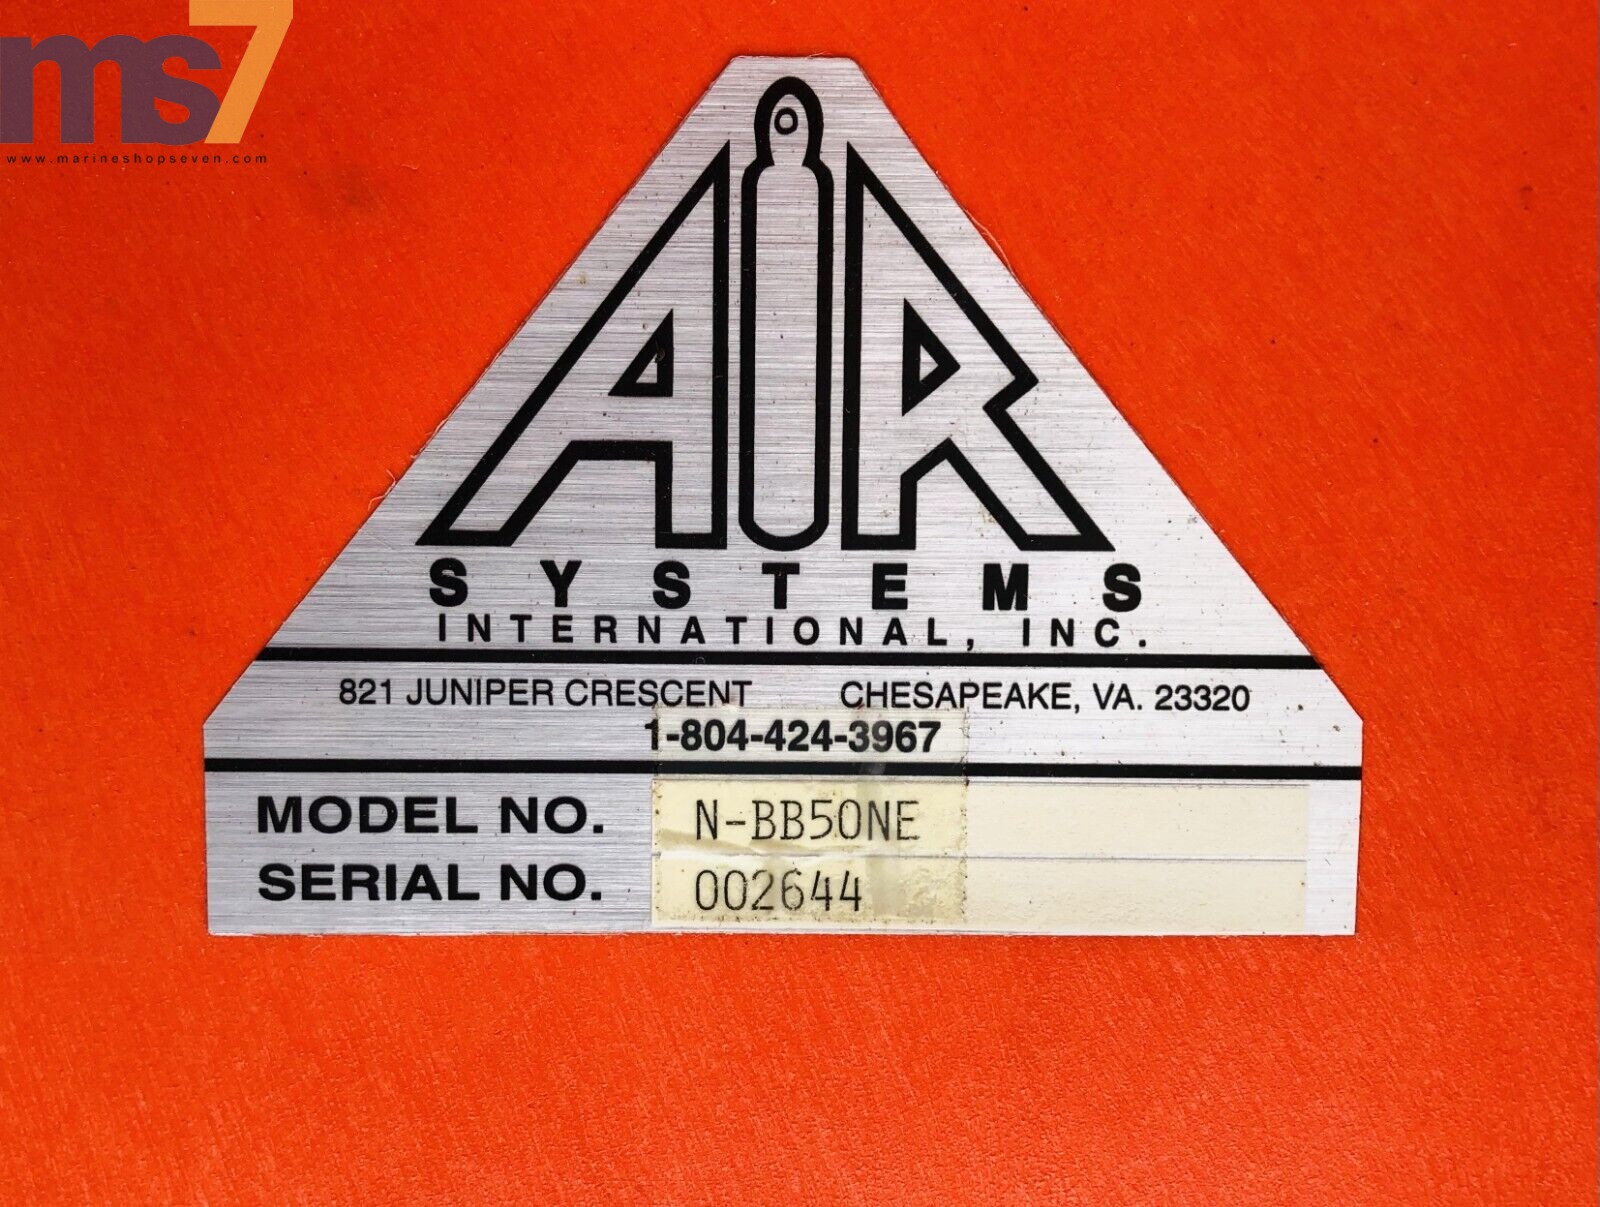 ms7
www.marineshopseven.com
AIR
SYSTEMS
INTERNATIONAL, INC.
821 JUNIPER CRESCENT CHESAPEAKE, VA. 23320
1-804-424-3967
MODEL NO. N-BB50NE
SERIAL NO. 002644